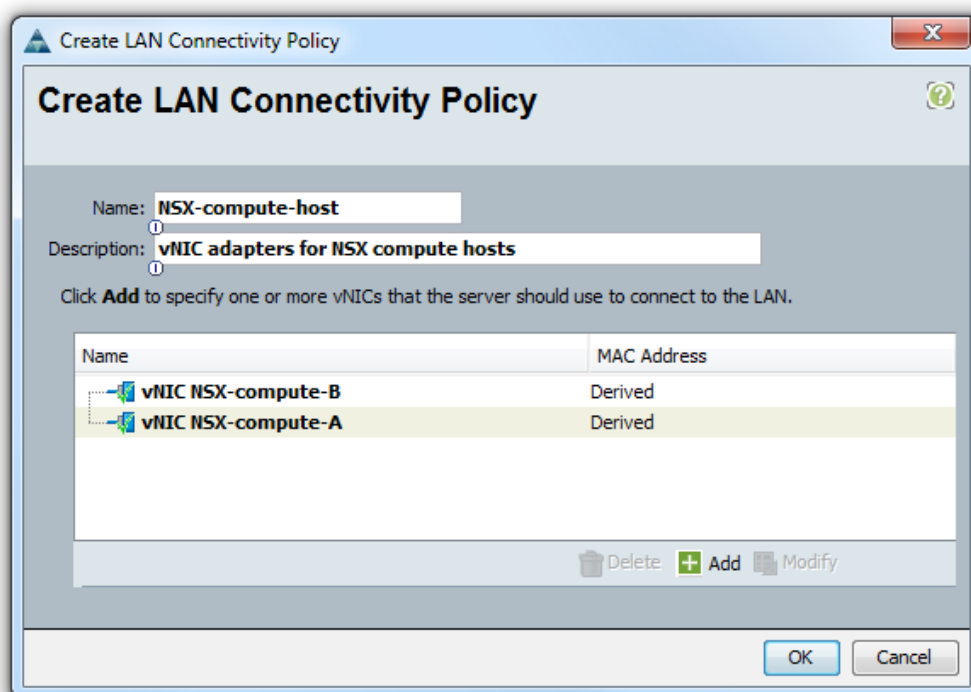 Create LAN Connectivity Policy
Create LAN Connectivity Policy
Name: NSX-compute-host
Description: vNIC adapters for NSX compute hosts
Click Add to specify one or more vNICs that the server should use to connect to the LAN.
Name MAC Address
vNIC NSX-compute-B Derived
vNIC NSX-compute-A Derived
Delete Add Modify
OK Cancel